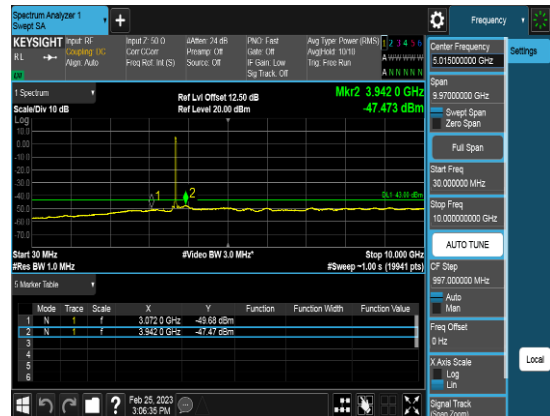 Spectrum Analyzer 1
Swept SA
+
Frequency
KEYSIGHT
RL
Input: RF
Coupling: DC
Align: Auto
Input Z: 50 Ω
Corr CCorr
Freq Ref: Int (S)
#Atten: 24 dB
Preamp: Off
Source: Off
PNO: Fast
Gate: Off
IF Gain: Low
Sig Track: Off
Avg Type: Power (RMS)
Avg|Hold: 10/10
Trig: Free Run
1 2 3 4 5 6
A W W W W W
A N N N N N
Center Frequency
5.015000000 GHz
Settings
Span
9.97000000 GHz
Swept Span
Zero Span
Full Span
Start Freq
30.000000 MHz
Stop Freq
10.000000000 GHz
AUTO TUNE
CF Step
997.000000 MHz
Auto
Man
Freq Offset
0 Hz
X Axis Scale
Log
Lin
Local
Signal Track
(Span Zoom)
1 Spectrum
Scale/Div 10 dB
Ref Lvl Offset 12.50 dB
Ref Level 20.00 dBm
Mkr2 3.942 0 GHz
-47.473 dBm
Log
10.0
0.00
-10.0
-20.0
-30.0
-40.0
-50.0
-60.0
-70.0
1
2
Start 30 MHz
#Res BW 1.0 MHz
#Video BW 3.0 MHz*
Stop 10.000 GHz
#Sweep ~1.00 s (19941 pts)
5 Marker Table
Mode Trace Scale X Y Function Function Width Function Value
1 N 1 f 3.072 0 GHz -49.68 dBm
2 N 1 f 3.942 0 GHz -47.47 dBm
3
4
5
6
?
Feb 25, 2023
3:06:35 PM